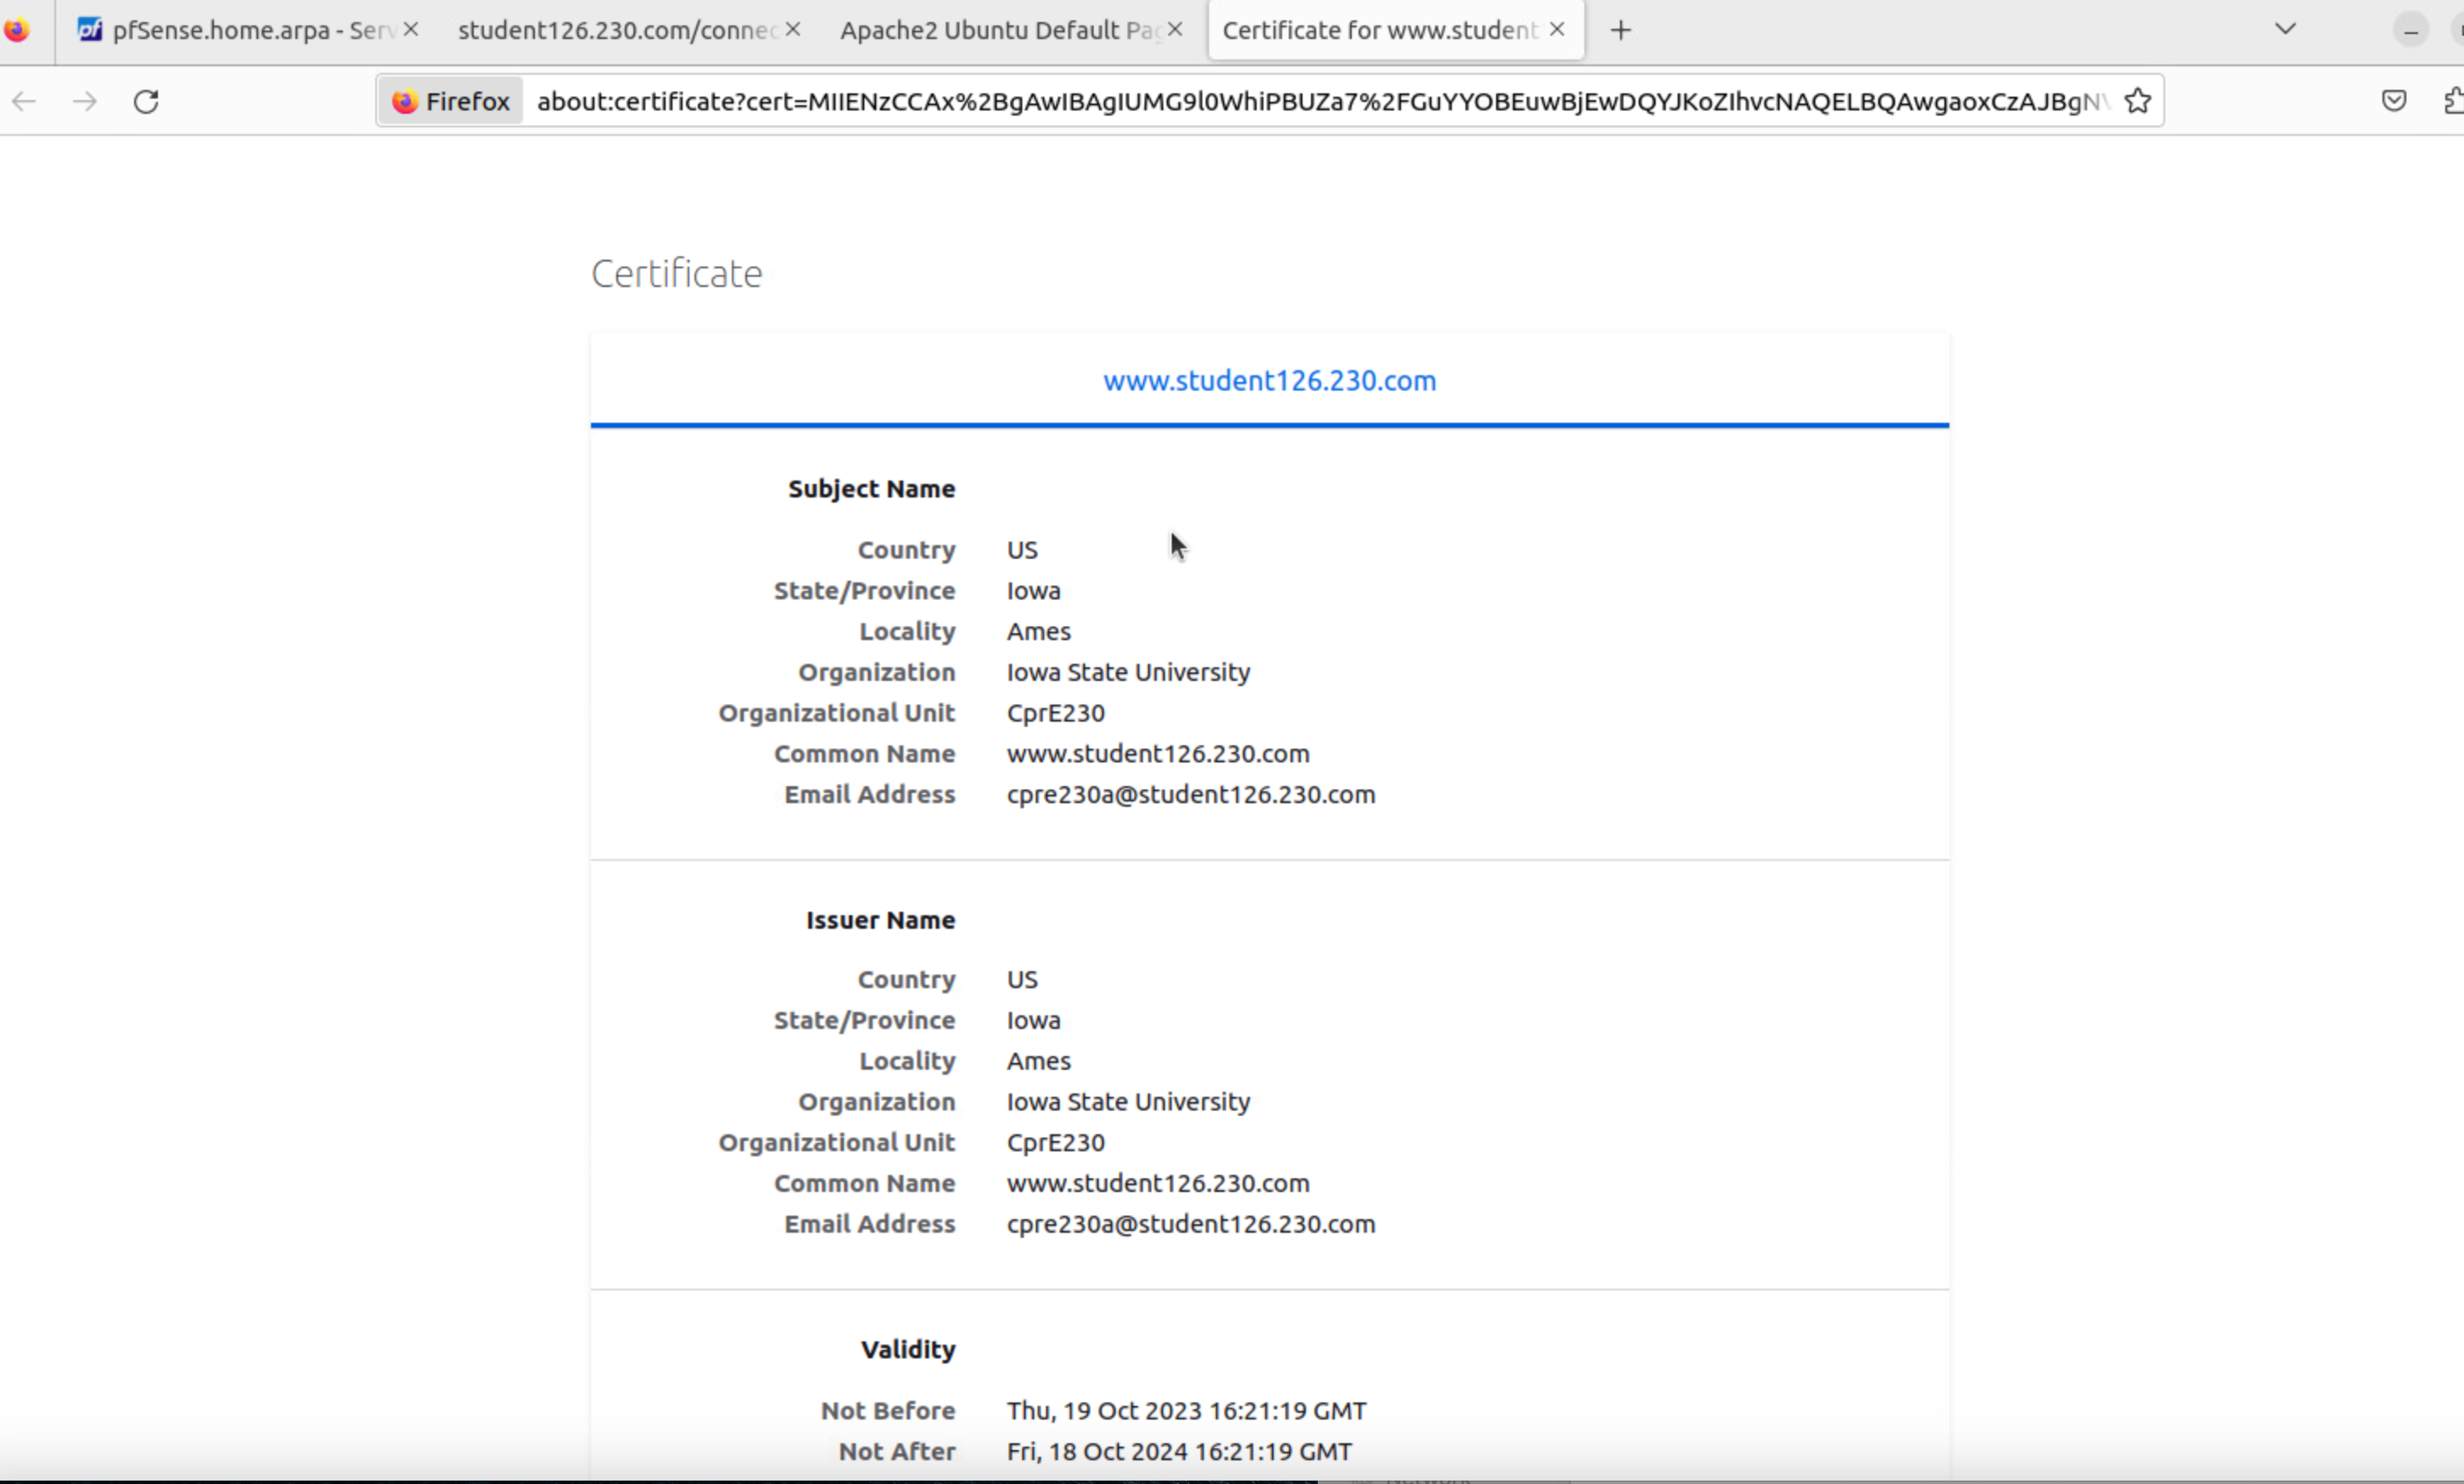 pfSense.home.arpa - Serv
student126.230.com/connec
Apache2 Ubuntu Default Pag
Certificate for www.student
Firefox about:certificate?cert=MIIENzCCAx%2BgAwIBAgIUMG9l0WhiPBUZa7%2FGuYYOBEuwBjEwDQYJKoZIhvcNAQELBQAwgaoxCzAJBgNV
Certificate
www.student126.230.com
Subject Name
Country US
State/Province Iowa
Locality Ames
Organization Iowa State University
Organizational Unit CprE230
Common Name www.student126.230.com
Email Address cpre230a@student126.230.com
Issuer Name
Country US
State/Province Iowa
Locality Ames
Organization Iowa State University
Organizational Unit CprE230
Common Name www.student126.230.com
Email Address cpre230a@student126.230.com
Validity
Not Before Thu, 19 Oct 2023 16:21:19 GMT
Not After Fri, 18 Oct 2024 16:21:19 GMT